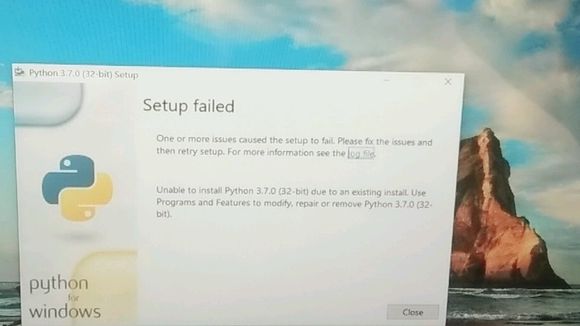 Python 3.7.0 (32-bit) Setup
Setup failed
One or more issues caused the setup to fail. Please fix the issues and
then retry setup. For more information see the log file.
Unable to install Python 3.7.0 (32-bit) due to an existing install. Use
Programs and Features to modify, repair or remove Python 3.7.0 (32-
bit).
python
for
windows
Close